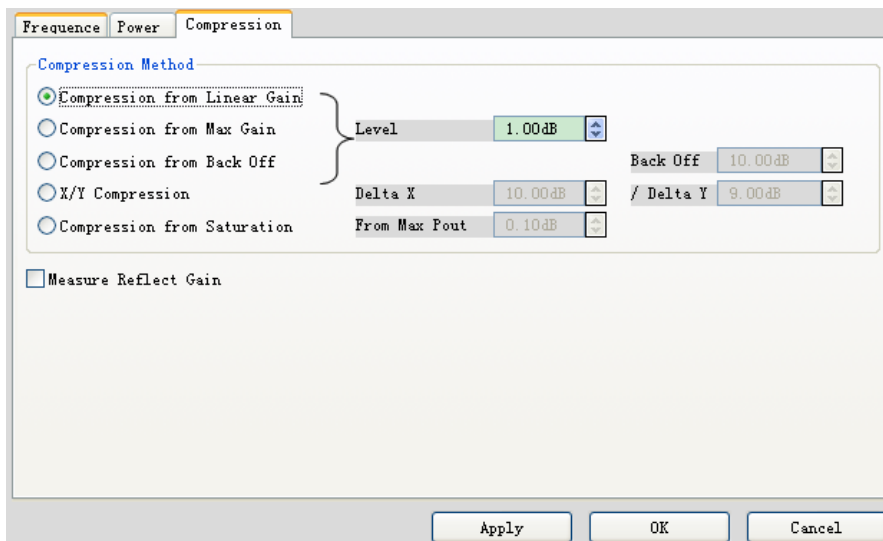 Frequence Power Compression
Compression Method
Compression from Linear Gain
Compression from Max Gain Level 1.00dB
Compression from Back Off Back Off 10.00dB
X/Y Compression Delta X 10.00dB / Delta Y 9.00dB
Compression from Saturation From Max Pout 0.10dB
Measure Reflect Gain
Apply OK Cancel